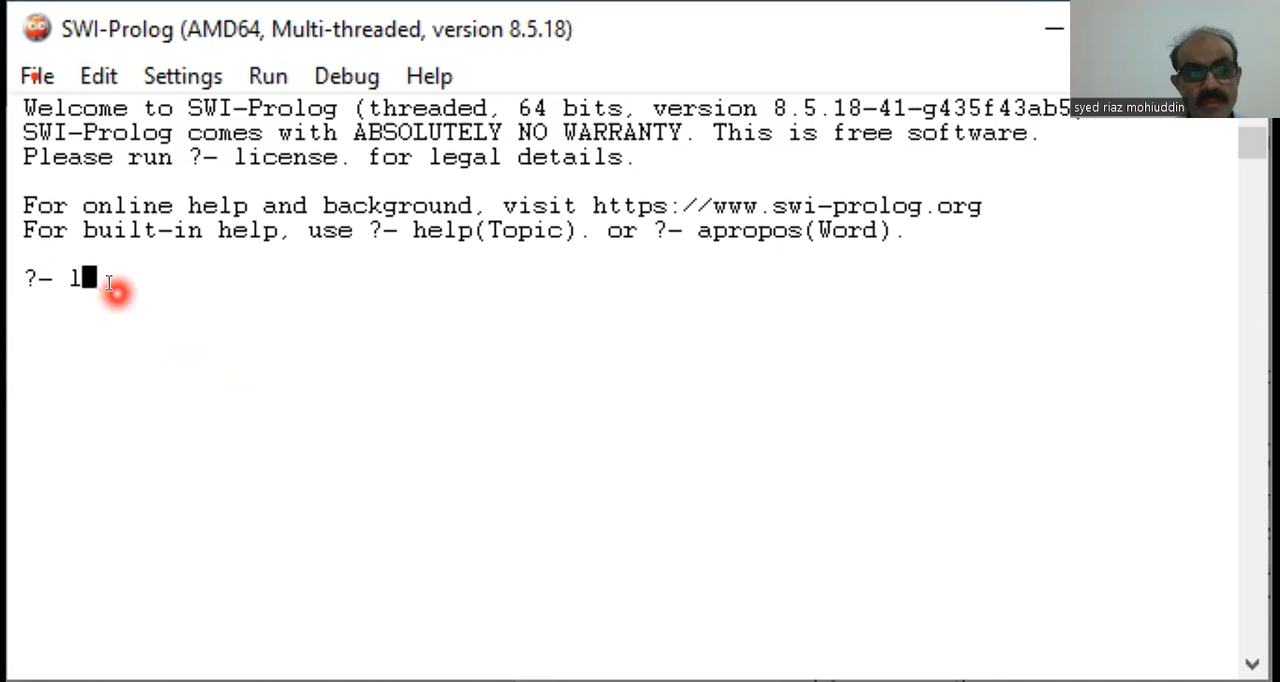 SWI-Prolog (AMD64, Multi-threaded, version 8.5.18)
File Edit Settings Run Debug Help
Welcome to SWI-Prolog (threaded, 64 bits, version 8.5.18-41-g435f43ab5
SWI-Prolog comes with ABSOLUTELY NO WARRANTY. This is free software.
Please run ?- license. for legal details.
For online help and background, visit https://www.swi-prolog.org
For built-in help, use ?- help(Topic). or ?- apropos(Word).
?- l
syed riaz mohiuddin